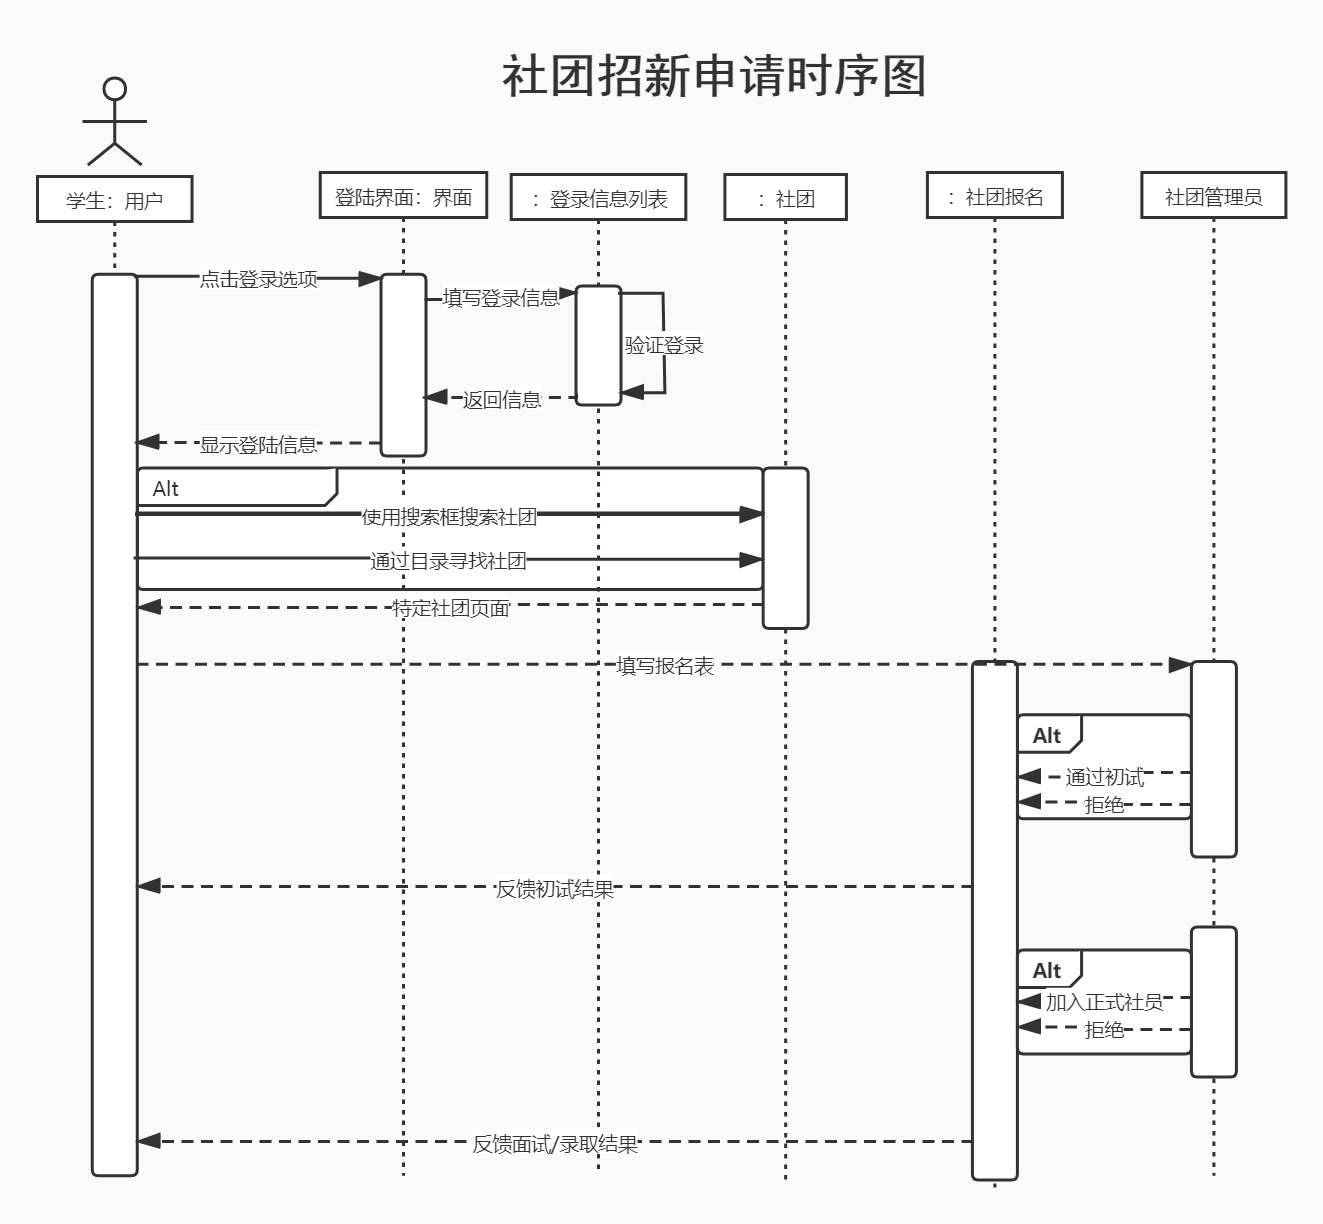 社团招新申请时序图
学生：用户
登陆界面：界面
：登录信息列表
：社团
：社团报名
社团管理员
点击登录选项
填写登录信息
验证登录
返回信息
显示登陆信息
Alt
使用搜索框搜索社团
通过目录寻找社团
特定社团页面
填写报名表
Alt
通过初试
拒绝
反馈初试结果
Alt
加入正式社员
拒绝
反馈面试/录取结果